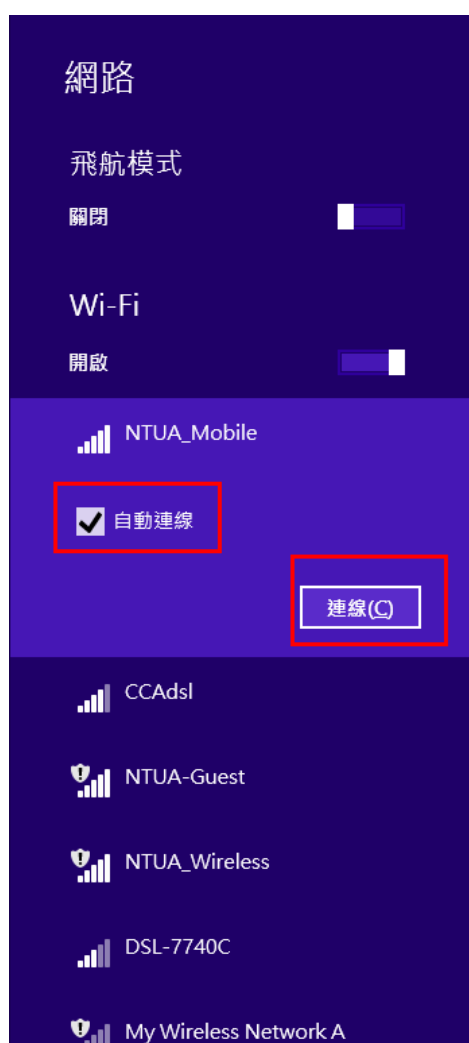 網路
飛航模式
關閉
Wi-Fi
開啟
NTUA_Mobile
自動連線
連線(C)
CCAdsl
NTUA-Guest
NTUA_Wireless
DSL-7740C
My Wireless Network A